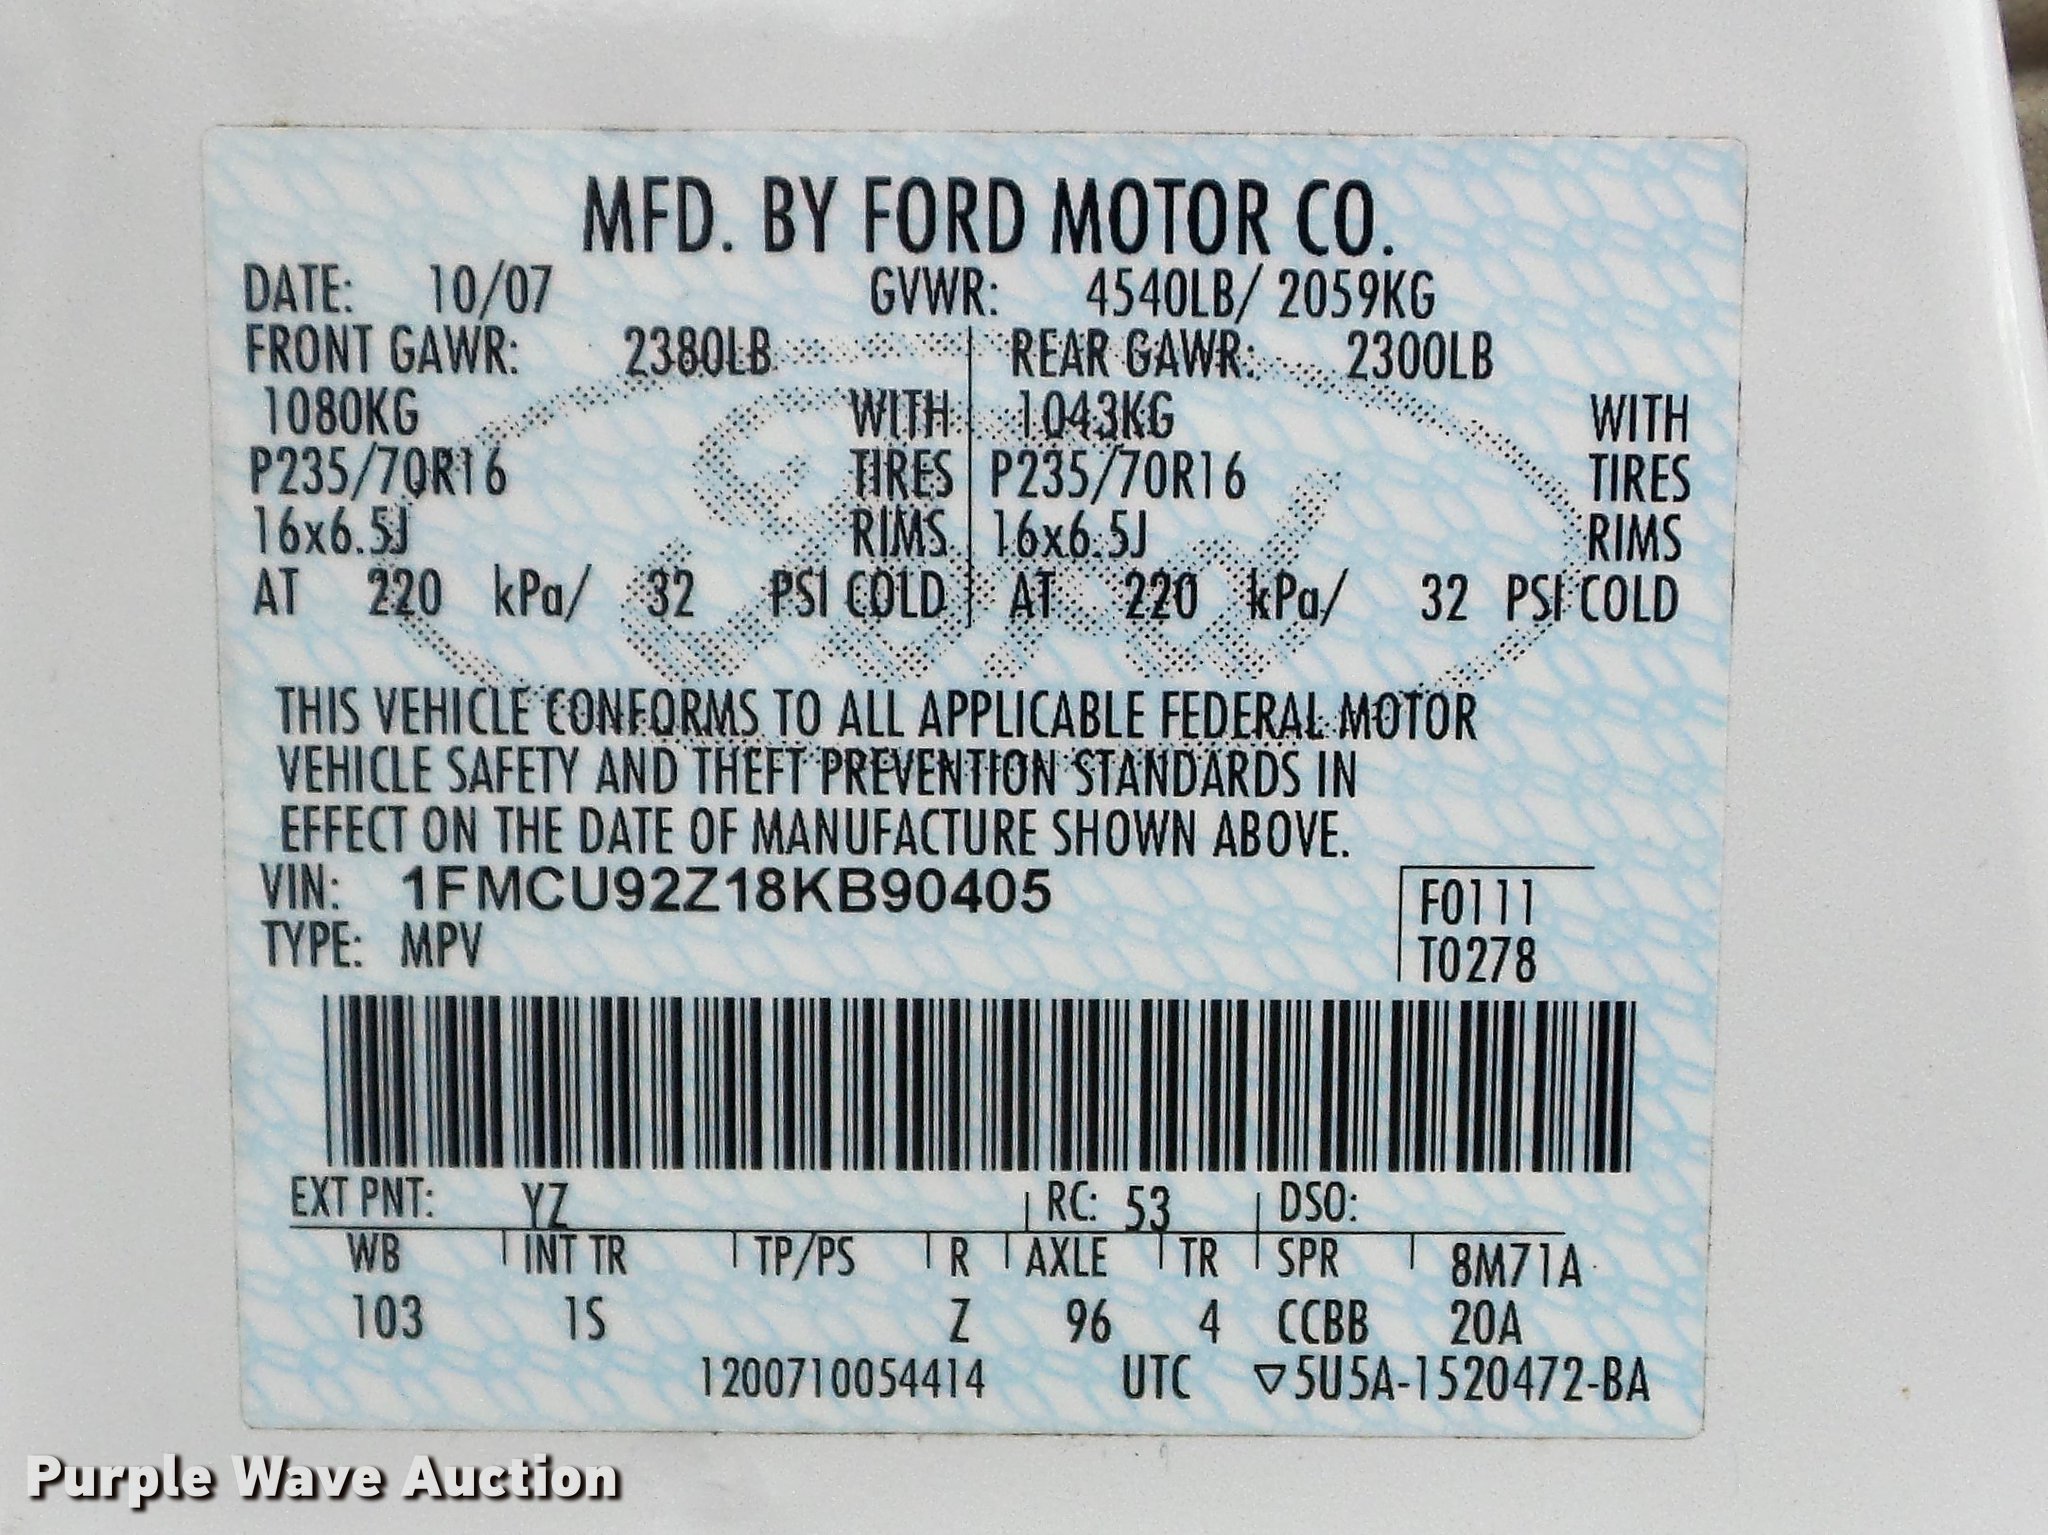 MFD. BY FORD MOTOR CO.
DATE: 10/07 GVWR: 4540LB/ 2059KG
FRONT GAWR: 2380LB REAR GAWR: 2300LB
1080KG WITH 1043KG WITH
P235/70R16 TIRES P235/70R16 TIRES
16x6.5J RIMS 16x6.5J RIMS
AT 220 kPa/ 32 PSI COLD AT 220 kPa/ 32 PSI COLD
THIS VEHICLE CONFORMS TO ALL APPLICABLE FEDERAL MOTOR
VEHICLE SAFETY AND THEFT PREVENTION STANDARDS IN
EFFECT ON THE DATE OF MANUFACTURE SHOWN ABOVE.
VIN: 1FMCU92Z18KB90405 F0111
TYPE: MPV T0278
EXT PNT: YZ RC: 53 DSO:
WB INT TR TP/PS R AXLE TR SPR 8M71A
103 1S Z 96 4 CCBB 20A
1200710054414 UTC ▽5U5A-1520472-BA
Purple Wave Auction